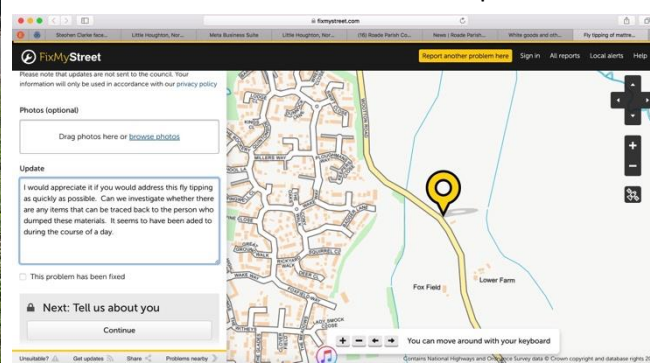 fixmystreet.com
Little Houghton, Nor...
Meta Business Suite
Little Houghton, Nor...
(16) Roade Parish Co...
News | Roade Parish...
White goods and oth...
Fly tipping of mattre...
FixMyStreet
Report another problem here
Sign in
All reports
Local alerts
Help
Please note that updates are not sent to the council. Your
information will only be used in accordance with our privacy policy
Photos (optional)
Drag photos here or browse photos
Update
I would appreciate it if you would address this fly tipping
as quickly as possible. Can we investigate whether there
are any items that can be traced back to the person who
dumped these materials. It seems to have been aded to
during the course of a day.
This problem has been fixed
Next: Tell us about you
Continue
Unsuitable?
Get updates
Share
Problems nearby
WOOTTON ROAD
MILLERS WAY
Fox Field
Lower Farm
You can move around with your keyboard
Contains National Highways and Ordnance Survey data © Crown copyright and database rights